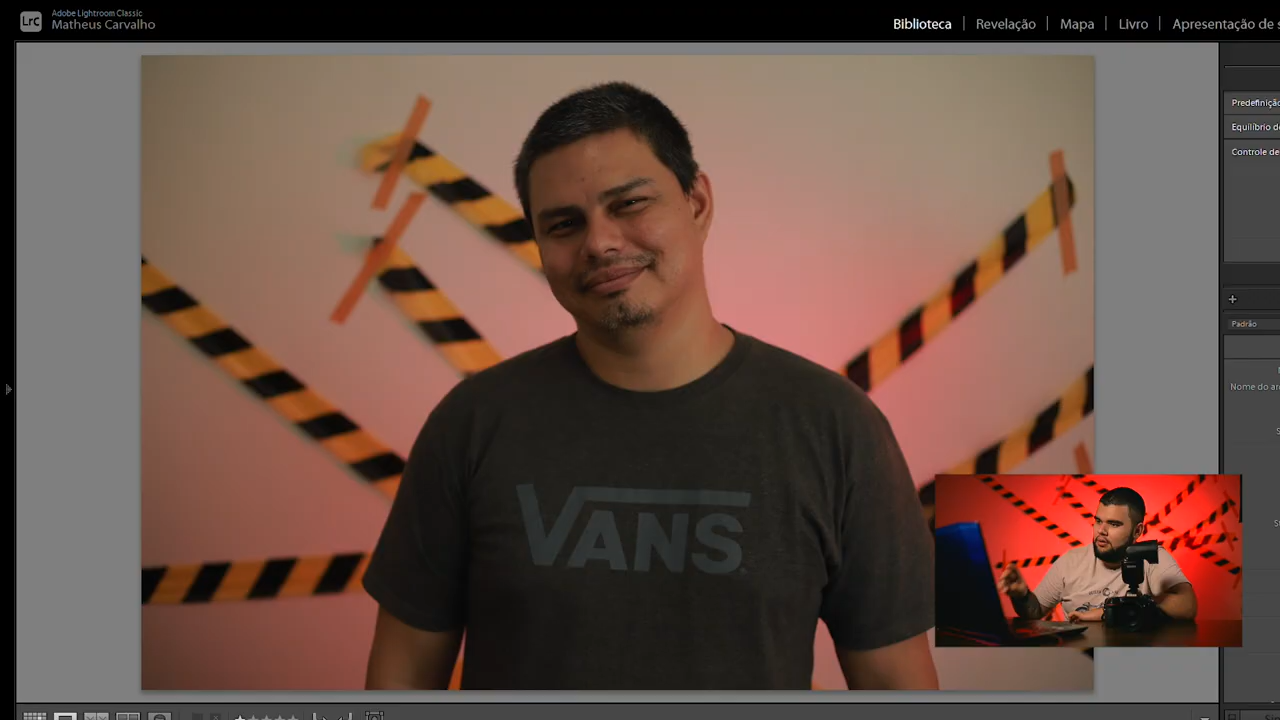 LrC
Adobe Lightroom Classic
Matheus Carvalho
Biblioteca
Revelação
Mapa
Livro
Apresentação de s
Predefiniçã
Equilíbrio d
Controle de
Padrão
Nome do ar
VANS